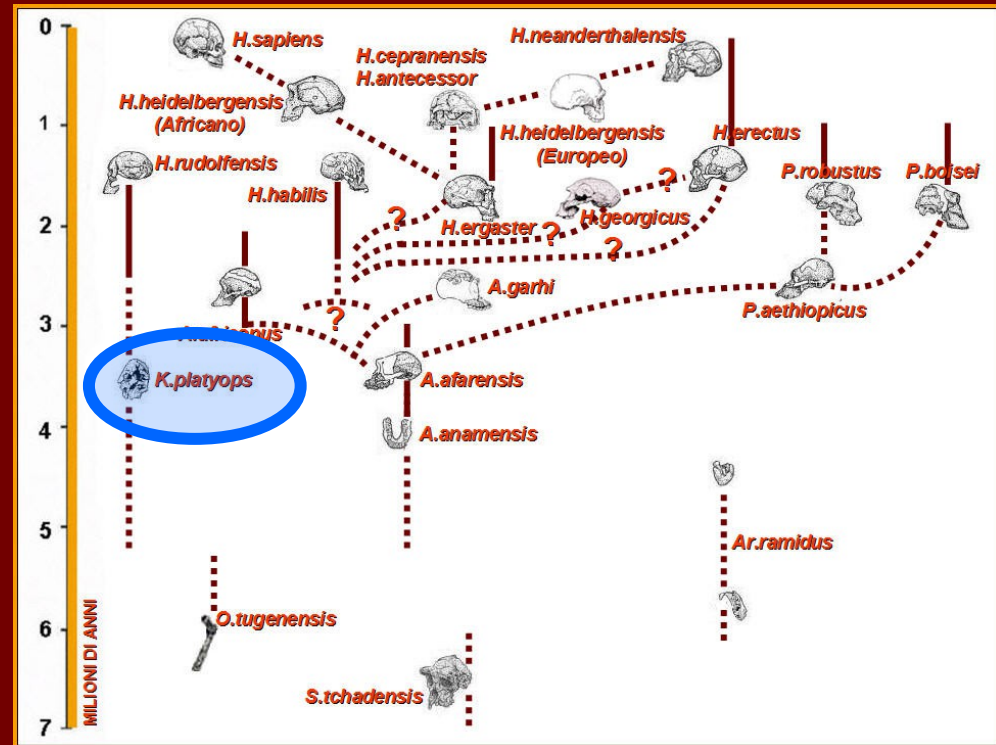 0
H.sapiens
H.neanderthalensis
H.cepranensis
H.antecessor
H.heidelbergensis
(Africano)
1
H.heidelbergensis
(Europeo)
H.erectus
H.rudolfensis
H.habilis
P.robustus
P.boisei
?
2
?
H.ergaster
?
H.georgicus
?
A.garhi
P.aethiopicus
3
?
K.platyops
A.afarensis
4
A.anamensis
5
Ar.ramidus
O.tugenensis
6
S.tchadensis
7
MILIONI DI ANNI